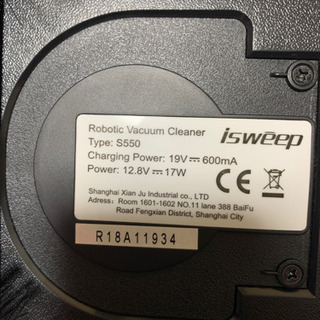 Robotic Vacuum Cleaner
isweep
Type: S550
Charging Power: 19V⎓600mA
Power: 12.8V⎓17W
CE
Shanghai Xian Ju Industrial co., LTD
Adress: Room 1601-1602 NO.11 lane 388 BaiFu
Road Fengxian District, Shanghai City
R18A11934